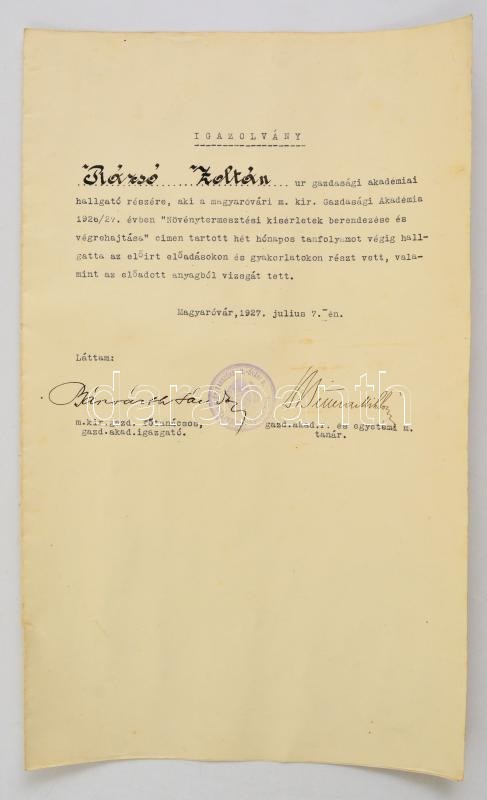 IGAZOLVÁNY
Rázsó Zoltán ur gazdasági akadémiai
hallgató részére, aki a magyaróvári m. kir. Gazdasági Akadémia
1926/27. évben "Növénytermesztési kisérletek berendezése és
végrehajtása" cimen tartott hét hónapos tanfolyamot végig hall-
gatta az előirt előadásokon és gyakorlatokon részt vett, vala-
mint az előadott anyagból vizsgát tett.
Magyaróvár, 1927. julius 7.-én.
Láttam:
darabanth
m.kir.gazd. főtanácsos,
gazd.akad.igazgató.
gazd.akad. és egyetemi m.
tanár.